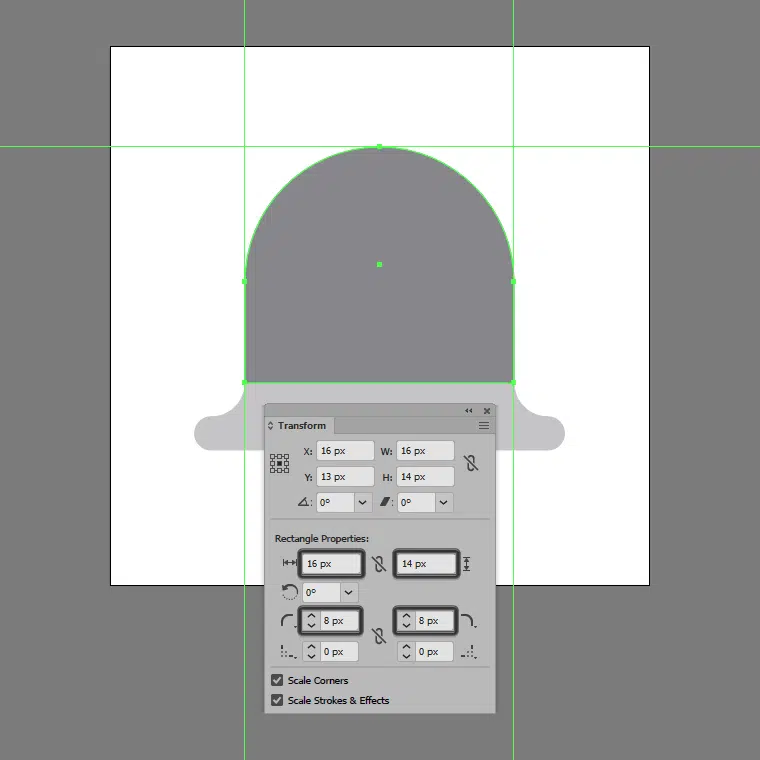 Transform
X: 16 px W: 16 px
Y: 13 px H: 14 px
0° 0°
Rectangle Properties:
16 px 14 px
0°
8 px 8 px
0 px 0 px
Scale Corners
Scale Strokes & Effects